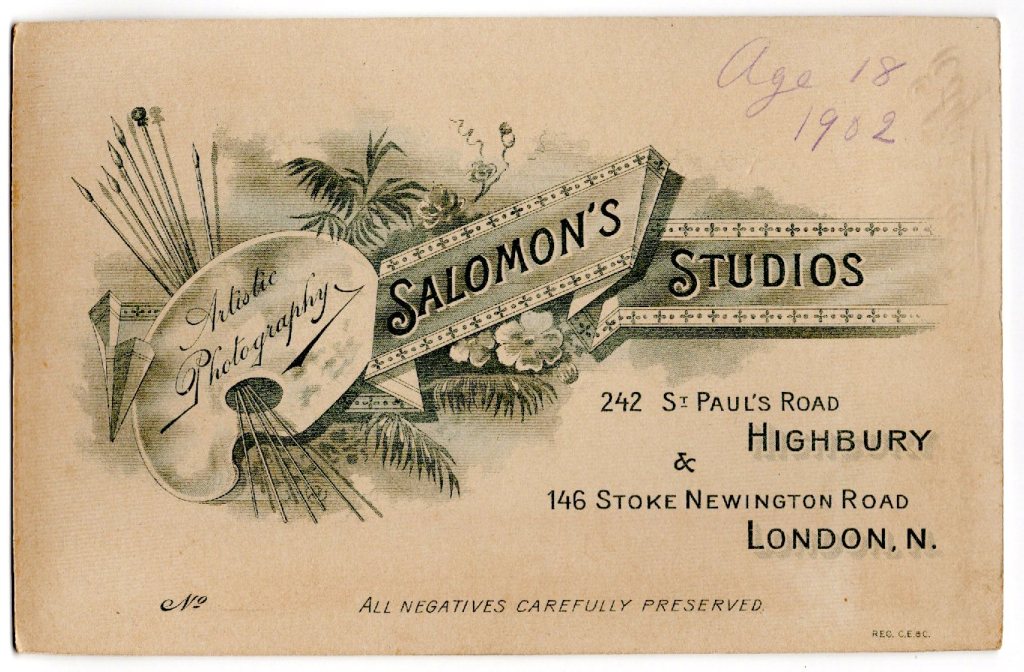 Age 18
1902
Artistic
Photography
SALOMON'S
STUDIOS
242 ST PAUL'S ROAD
HIGHBURY
&
146 STOKE NEWINGTON ROAD
LONDON, N.
No
ALL NEGATIVES CAREFULLY PRESERVED.
REG. C.E.&C.